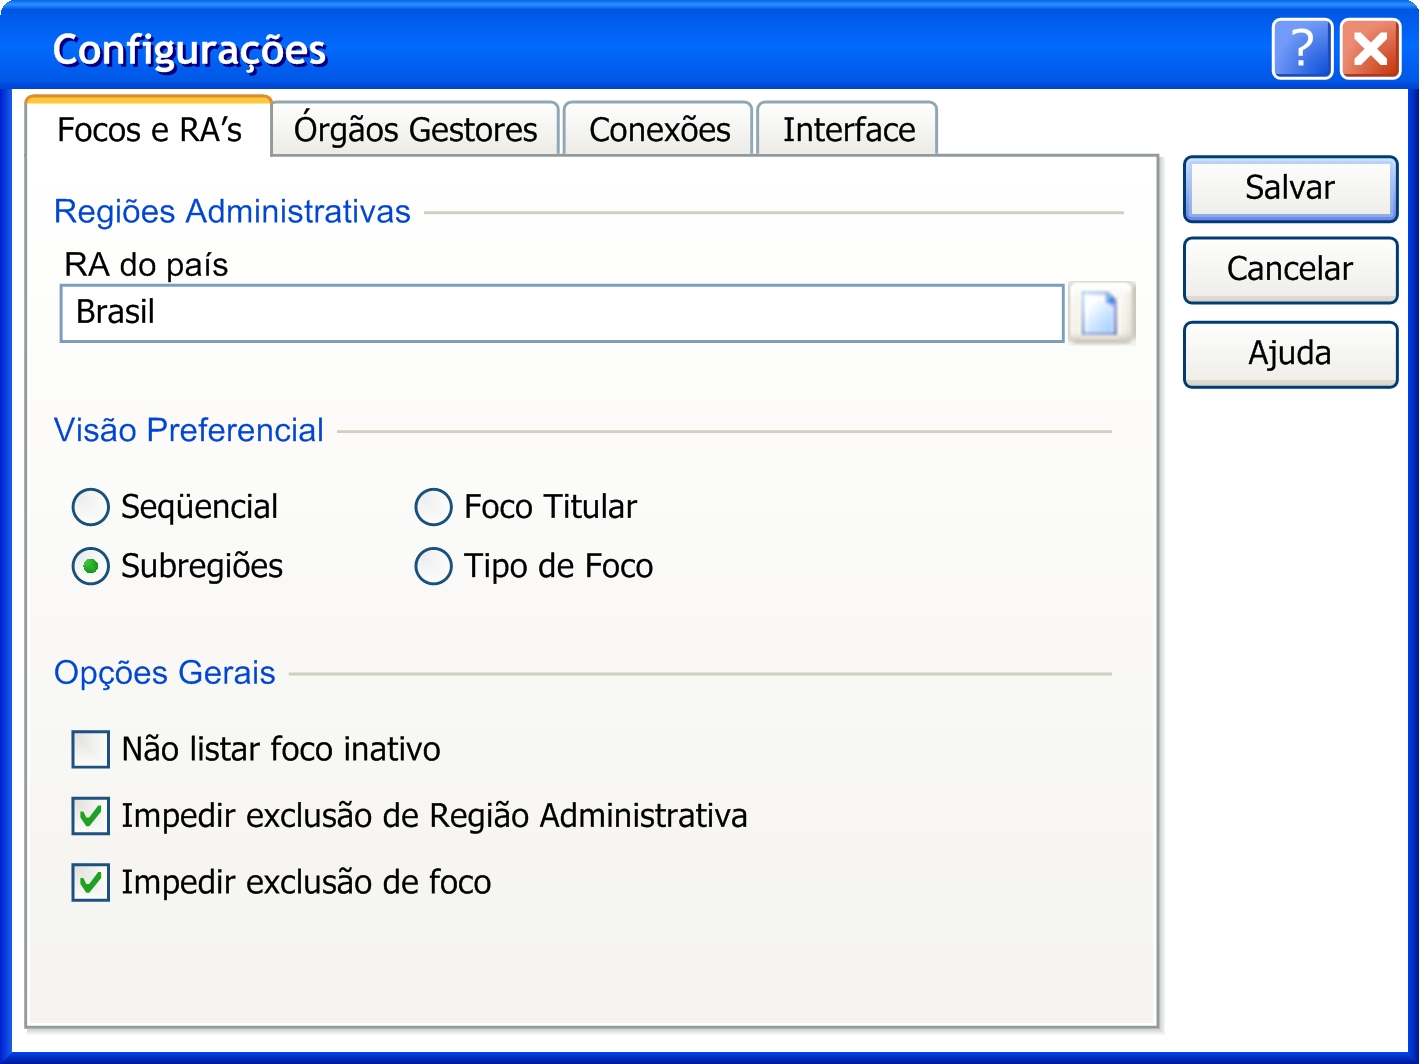 Configurações
?
Focos e RA’s
Órgãos Gestores
Conexões
Interface
Regiões Administrativas
RA do país
Brasil
Salvar
Cancelar
Ajuda
Visão Preferencial
Seqüencial
Foco Titular
Subregiões
Tipo de Foco
Opções Gerais
Não listar foco inativo
Impedir exclusão de Região Administrativa
Impedir exclusão de foco